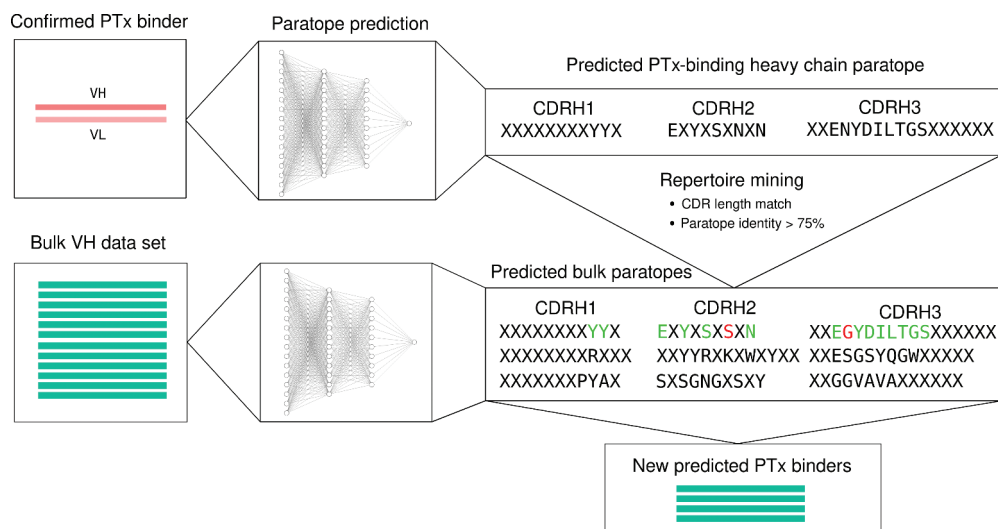 Confirmed PTx binder
VH
VL
Paratope prediction
Predicted PTx-binding heavy chain paratope
CDRH1 CDRH2 CDRH3
XXXXXXXXYYX EXYXSXNXN XXENYDILTGSXXXXXX
Repertoire mining
• CDR length match
• Paratope identity > 75%
Bulk VH data set
Predicted bulk paratopes
CDRH1 CDRH2 CDRH3
XXXXXXXXYYX EXYXSXSXN XXEGYDILTGSXXXXXX
XXXXXXXXRXXX XXYYRXKXWXYXX XXESGSYQGWXXXXX
XXXXXXXPYAX SXSGNGXSXY XXGGVAVAXXXXXX
New predicted PTx binders